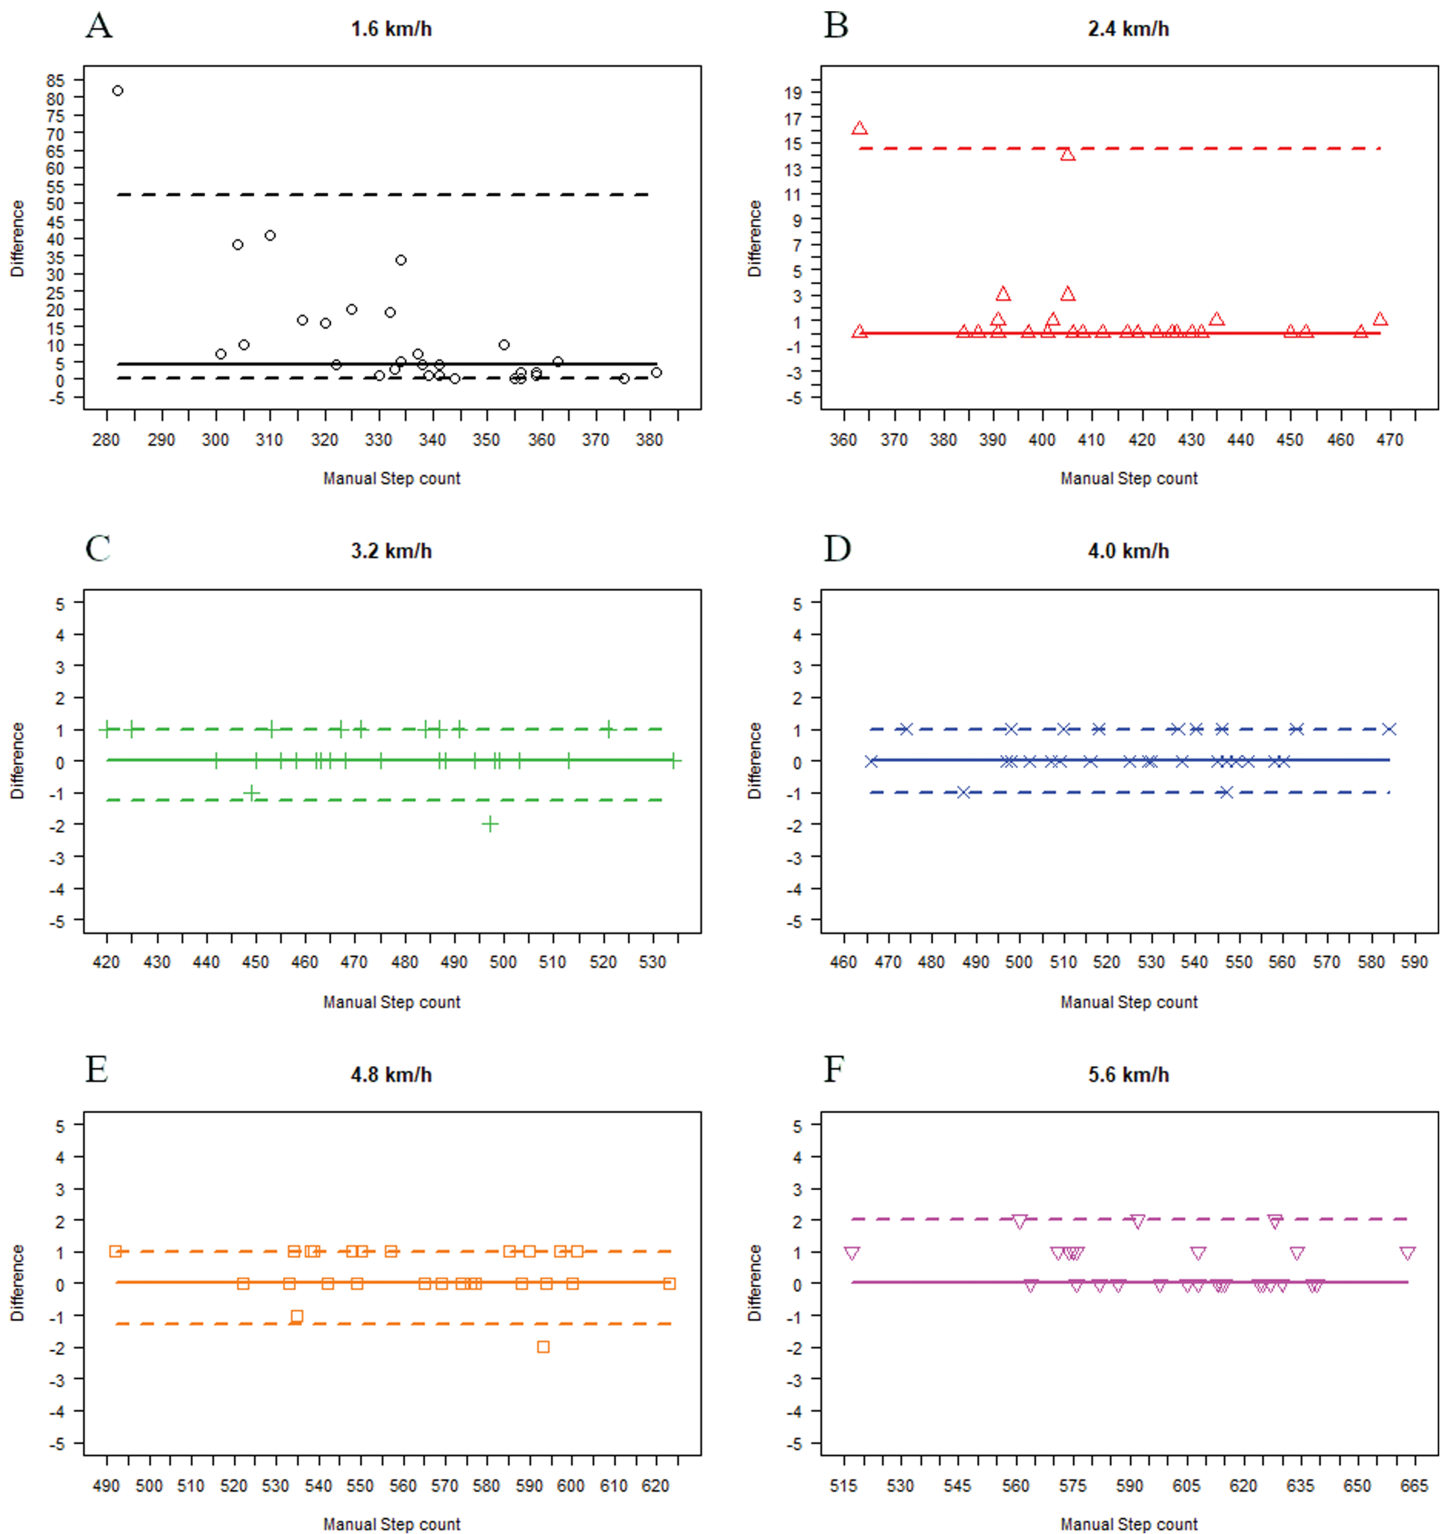 A
1.6 km/h
85
80
75
70
65
60
55
50
45
40
35
30
25
20
15
10
5
0
-5
Difference
280 290 300 310 320 330 340 350 360 370 380
Manual Step count
B
2.4 km/h
19
17
15
13
11
9
7
5
3
1
-1
-3
-5
Difference
360 370 380 390 400 410 420 430 440 450 460 470
Manual Step count
C
3.2 km/h
5
4
3
2
1
0
-1
-2
-3
-4
-5
Difference
420 430 440 450 460 470 480 490 500 510 520 530
Manual Step count
D
4.0 km/h
5
4
3
2
1
0
-1
-2
-3
-4
-5
Difference
460 470 480 490 500 510 520 530 540 550 560 570 580 590
Manual Step count
E
4.8 km/h
5
4
3
2
1
0
-1
-2
-3
-4
-5
Difference
490 500 510 520 530 540 550 560 570 580 590 600 610 620
Manual Step count
F
5.6 km/h
5
4
3
2
1
0
-1
-2
-3
-4
-5
Difference
515 530 545 560 575 590 605 620 635 650 665
Manual Step count